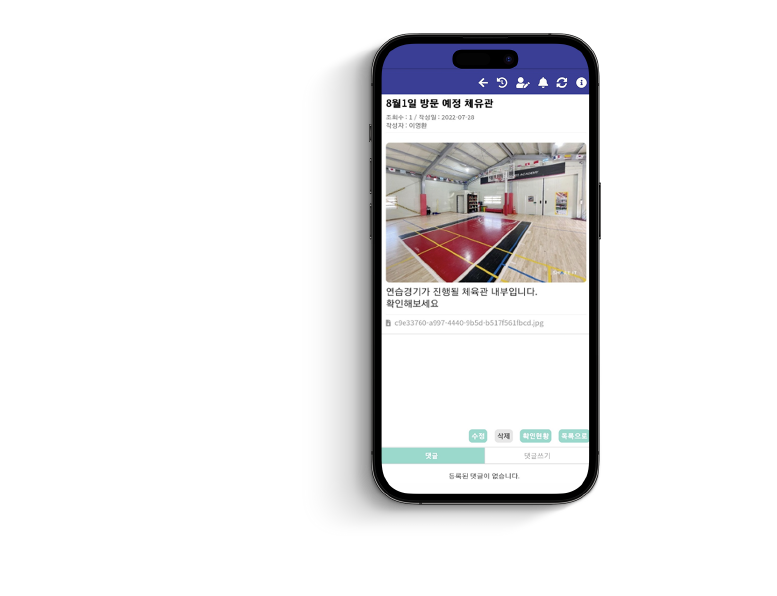 8월1일 방문 예정 체육관
조회수 : 1 / 작성일 : 2022-07-28
작성자 : 이영환
연습경기가 진행될 체육관 내부입니다.
확인해보세요
c9e33760-a997-4440-9b5d-b517f561fbcd.jpg
수정 삭제 확인현황 목록으로
댓글 댓글쓰기
등록된 댓글이 없습니다.